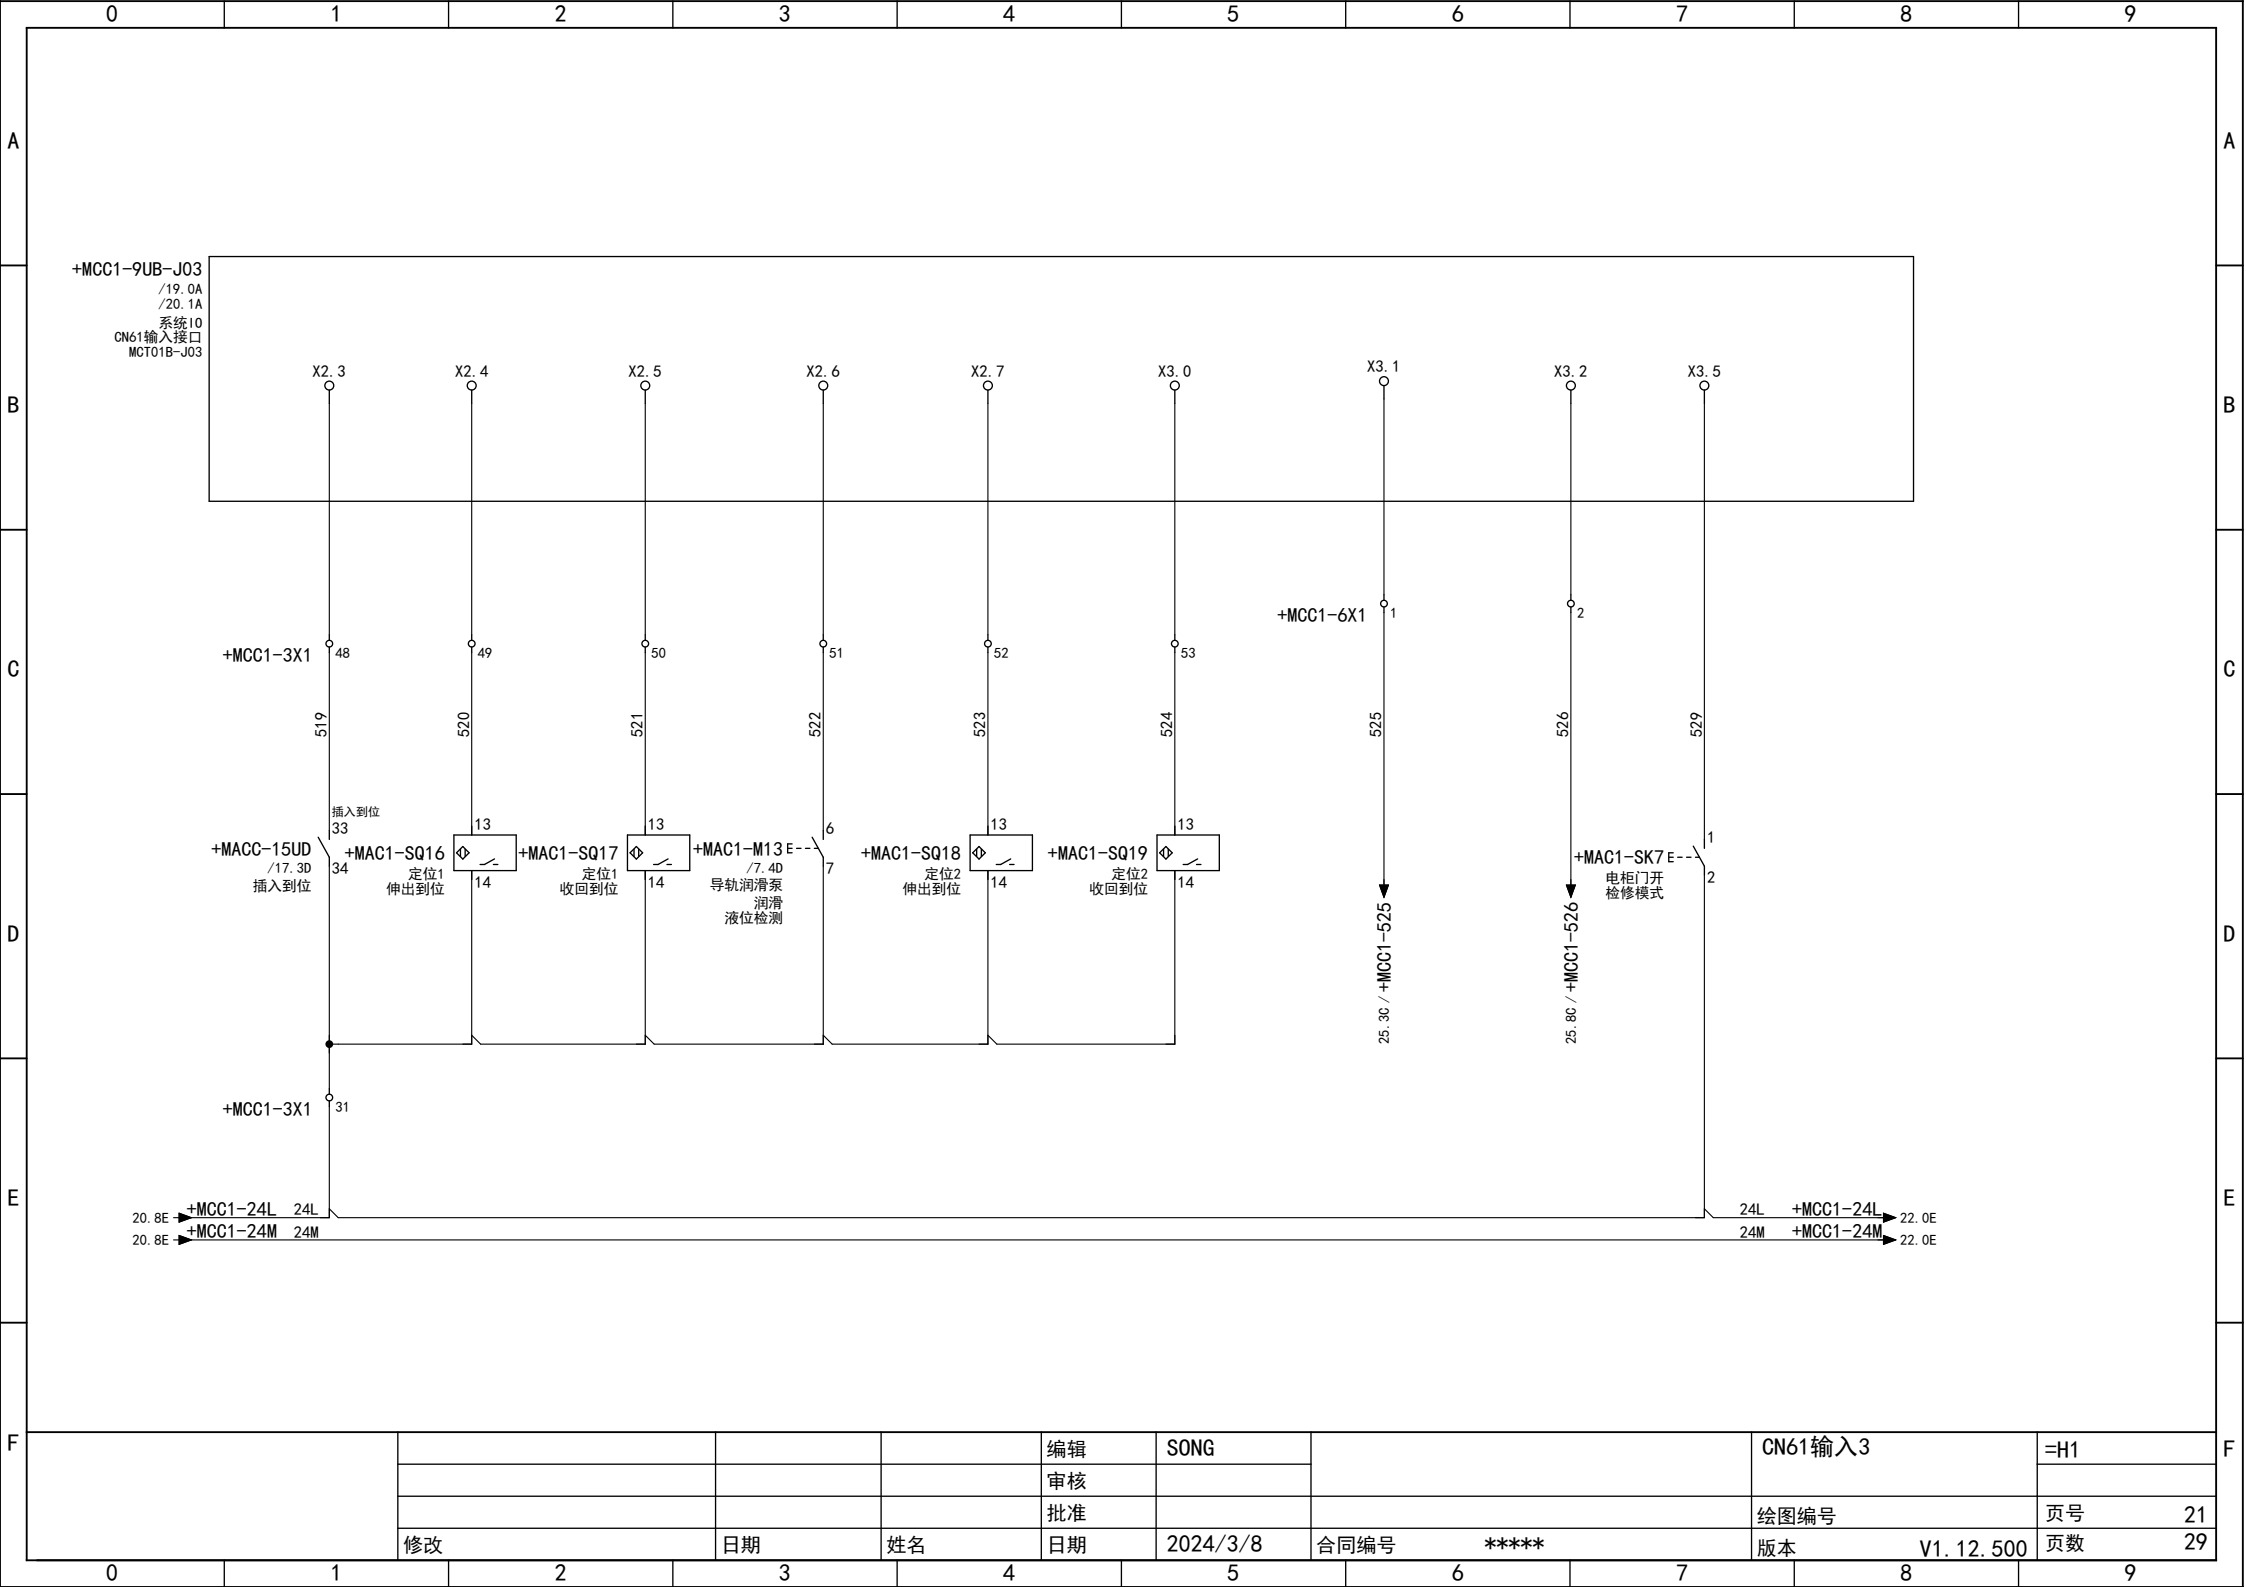 0 1 2 3 4 5 6 7 8 9
A A
+MCC1-9UB-J03
/19.0A
/20.1A
系统IO
CN61输入接口
MCT01B-J03
X2.3 X2.4 X2.5 X2.6 X2.7 X3.0 X3.1 X3.2 X3.5
B B
+MCC1-6X1 1 2
+MCC1-3X1 48 49 50 51 52 53
C C
519 520 521 522 523 524 525 526 529
插入到位
33
+MACC-15UD
/17.3D
34
插入到位
13
+MAC1-SQ16
定位1
伸出到位
14
13
+MAC1-SQ17
定位1
收回到位
14
6
+MAC1-M13
/7.4D
7
导轨润滑泵
润滑
液位检测
13
+MAC1-SQ18
定位2
伸出到位
14
13
+MAC1-SQ19
定位2
收回到位
14
25.3C / +MCC1-525
25.8C / +MCC1-526
1
+MAC1-SK7
电柜门开
2
检修模式
D D
+MCC1-3X1 31
E E
20.8E +MCC1-24L 24L 24L +MCC1-24L 22.0E
20.8E +MCC1-24M 24M 24M +MCC1-24M 22.0E
F F
编辑 SONG CN61输入3 =H1
审核
批准 绘图编号 页号 21
修改 日期 姓名 日期 2024/3/8 合同编号 ***** 版本 V1.12.500 页数 29
0 1 2 3 4 5 6 7 8 9